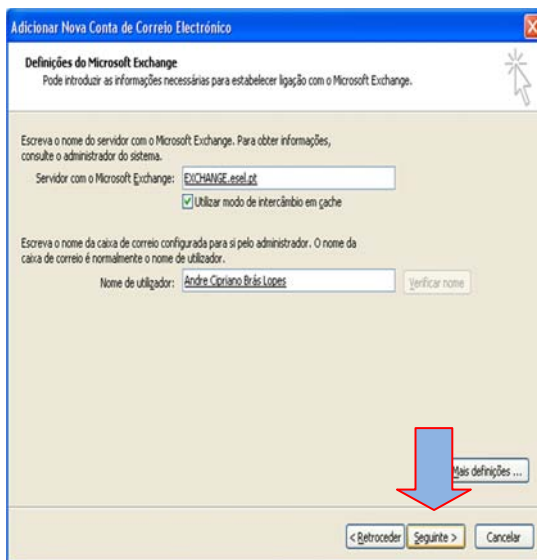 Adicionar Nova Conta de Correio Electrónico
Definições do Microsoft Exchange
Pode introduzir as informações necessárias para estabelecer ligação com o Microsoft Exchange.
Escreva o nome do servidor com o Microsoft Exchange. Para obter informações,
consulte o administrador do sistema.
Servidor com o Microsoft Exchange: EXCHANGE.esel.pt
Utilizar modo de intercâmbio em cache
Escreva o nome da caixa de correio configurada para si pelo administrador. O nome da
caixa de correio é normalmente o nome de utilizador.
Nome de utilizador: Andre Cipriano Brás Lopes Verificar nome
Mais definições ...
< Retroceder Seguinte > Cancelar